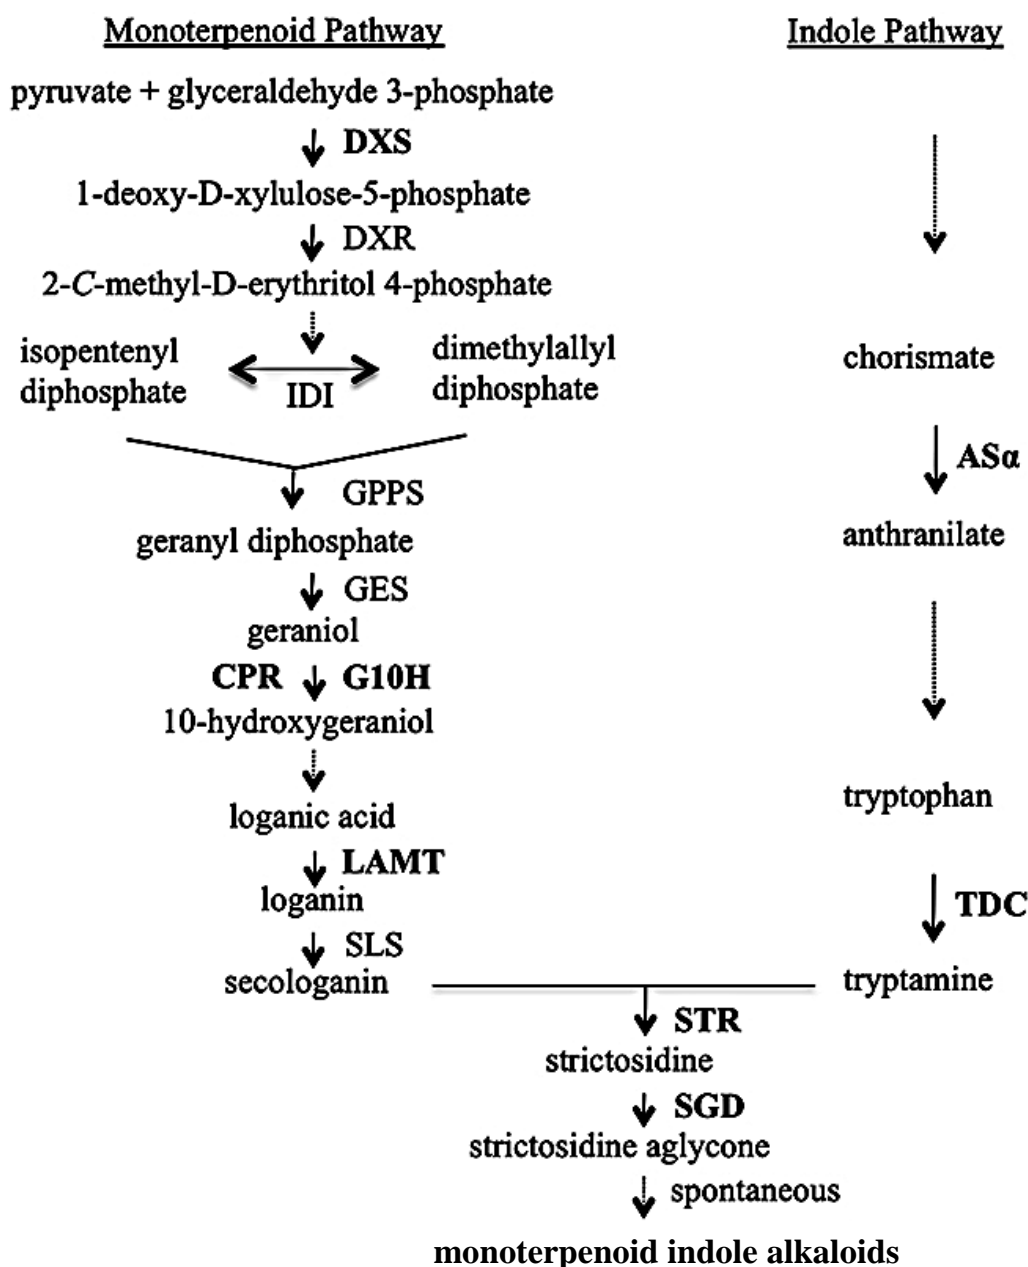 Monoterpenoid Pathway
pyruvate + glyceraldehyde 3-phosphate
DXS
1-deoxy-D-xylulose-5-phosphate
DXR
2-C-methyl-D-erythritol 4-phosphate
isopentenyl
diphosphate
IDI
dimethylallyl
diphosphate
GPPS
geranyl diphosphate
GES
geraniol
CPR G10H
10-hydroxygeraniol
loganic acid
LAMT
loganin
SLS
secologanin
Indole Pathway
chorismate
ASα
anthranilate
tryptophan
TDC
tryptamine
STR
strictosidine
SGD
strictosidine aglycone
spontaneous
monoterpenoid indole alkaloids